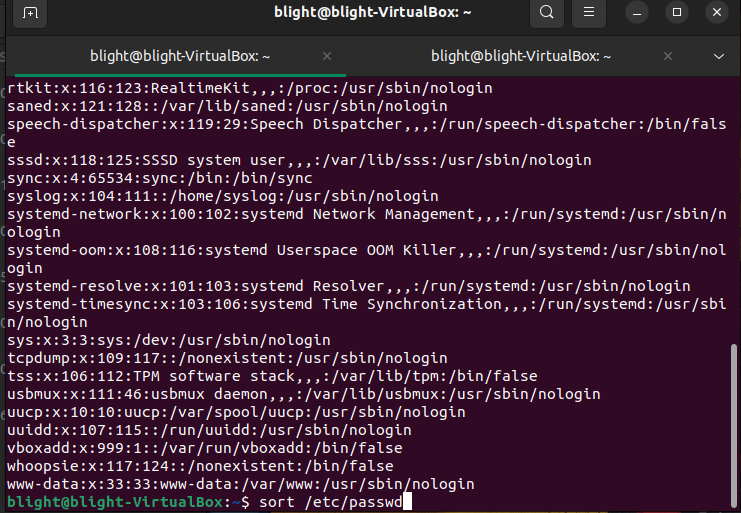 blight@blight-VirtualBox: ~
blight@blight-VirtualBox: ~
blight@blight-VirtualBox: ~
rtkit:x:116:123:RealtimeKit,,,:/proc:/usr/sbin/nologin
saned:x:121:128::/var/lib/saned:/usr/sbin/nologin
speech-dispatcher:x:119:29:Speech Dispatcher,,,:/run/speech-dispatcher:/bin/fals
e
sssd:x:118:125:SSSD system user,,,:/var/lib/sss:/usr/sbin/nologin
sync:x:4:65534:sync:/bin:/bin/sync
syslog:x:104:111::/home/syslog:/usr/sbin/nologin
systemd-network:x:100:102:systemd Network Management,,,:/run/systemd:/usr/sbin/n
ologin
systemd-oom:x:108:116:systemd Userspace OOM Killer,,,:/run/systemd:/usr/sbin/nol
ogin
systemd-resolve:x:101:103:systemd Resolver,,,:/run/systemd:/usr/sbin/nologin
systemd-timesync:x:103:106:systemd Time Synchronization,,,:/run/systemd:/usr/sbi
n/nologin
sys:x:3:3:sys:/dev:/usr/sbin/nologin
tcpdump:x:109:117::/nonexistent:/usr/sbin/nologin
tss:x:106:112:TPM software stack,,,:/var/lib/tpm:/bin/false
usbmux:x:111:46:usbmux daemon,,,:/var/lib/usbmux:/usr/sbin/nologin
uucp:x:10:10:uucp:/var/spool/uucp:/usr/sbin/nologin
uuidd:x:107:115::/run/uuidd:/usr/sbin/nologin
vboxadd:x:999:1::/var/run/vboxadd:/bin/false
whoopsie:x:117:124::/nonexistent:/bin/false
www-data:x:33:33:www-data:/var/www:/usr/sbin/nologin
blight@blight-VirtualBox:~$ sort /etc/passwd